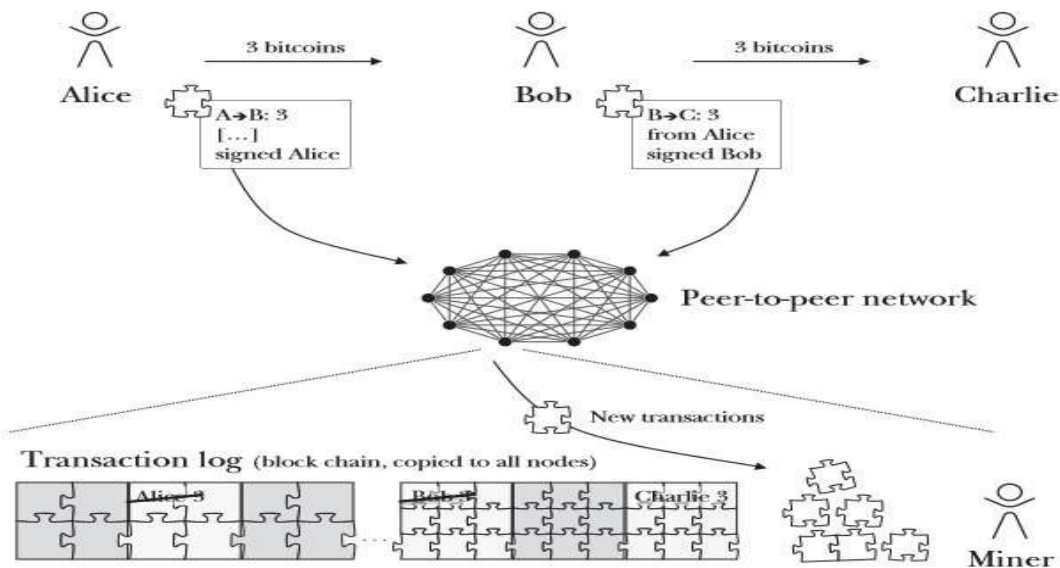 3 bitcoins
3 bitcoins
Alice
Bob
Charlie
A→B: 3
[...]
signed Alice
B→C: 3
from Alice
signed Bob
Peer-to-peer network
New transactions
Transaction log (block chain, copied to all nodes)
Alice 3
Bob 3
Charlie 3
...
Miner